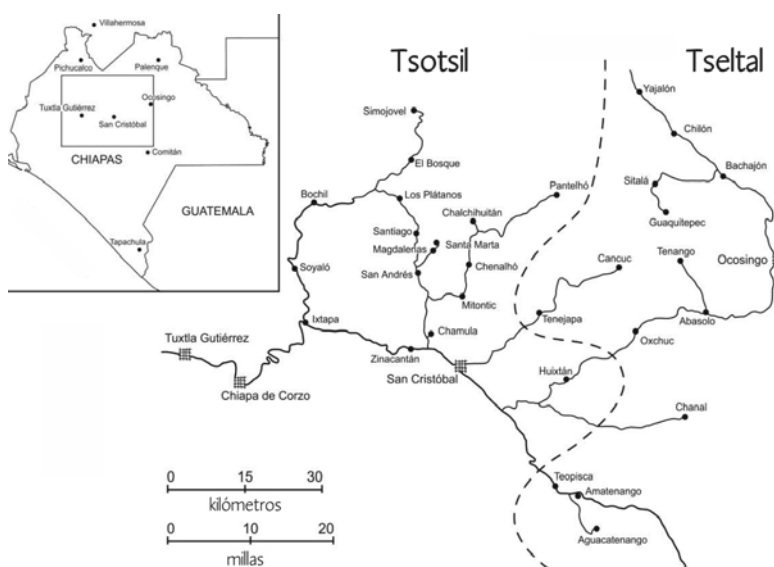 Villahermosa
Pichucalco
Palenque
Ocosingo
Tuxtla Gutiérrez
San Cristóbal
Comitán
CHIAPAS
GUATEMALA
Tapachula
Tsotsil
Tseltal
Simojovel
Yajalón
Chilón
El Bosque
Bachajón
Sitalá
Pantelhó
Bochil
Los Plátanos
Chalchihuitán
Guaquitepec
Santiago
Santa Marta
Magdalenas
Tenango
Cancuc
Ocosingo
Soyaló
San Andrés
Chenalhó
Mitontic
Ixtapa
Tenejapa
Abasolo
Chamula
Oxchuc
Tuxtla Gutiérrez
Zinacantán
San Cristóbal
Huixtán
Chiapa de Corzo
Chanal
0 15 30
kilómetros
Teopisca
Amatenango
0 10 20
millas
Aguacatenango